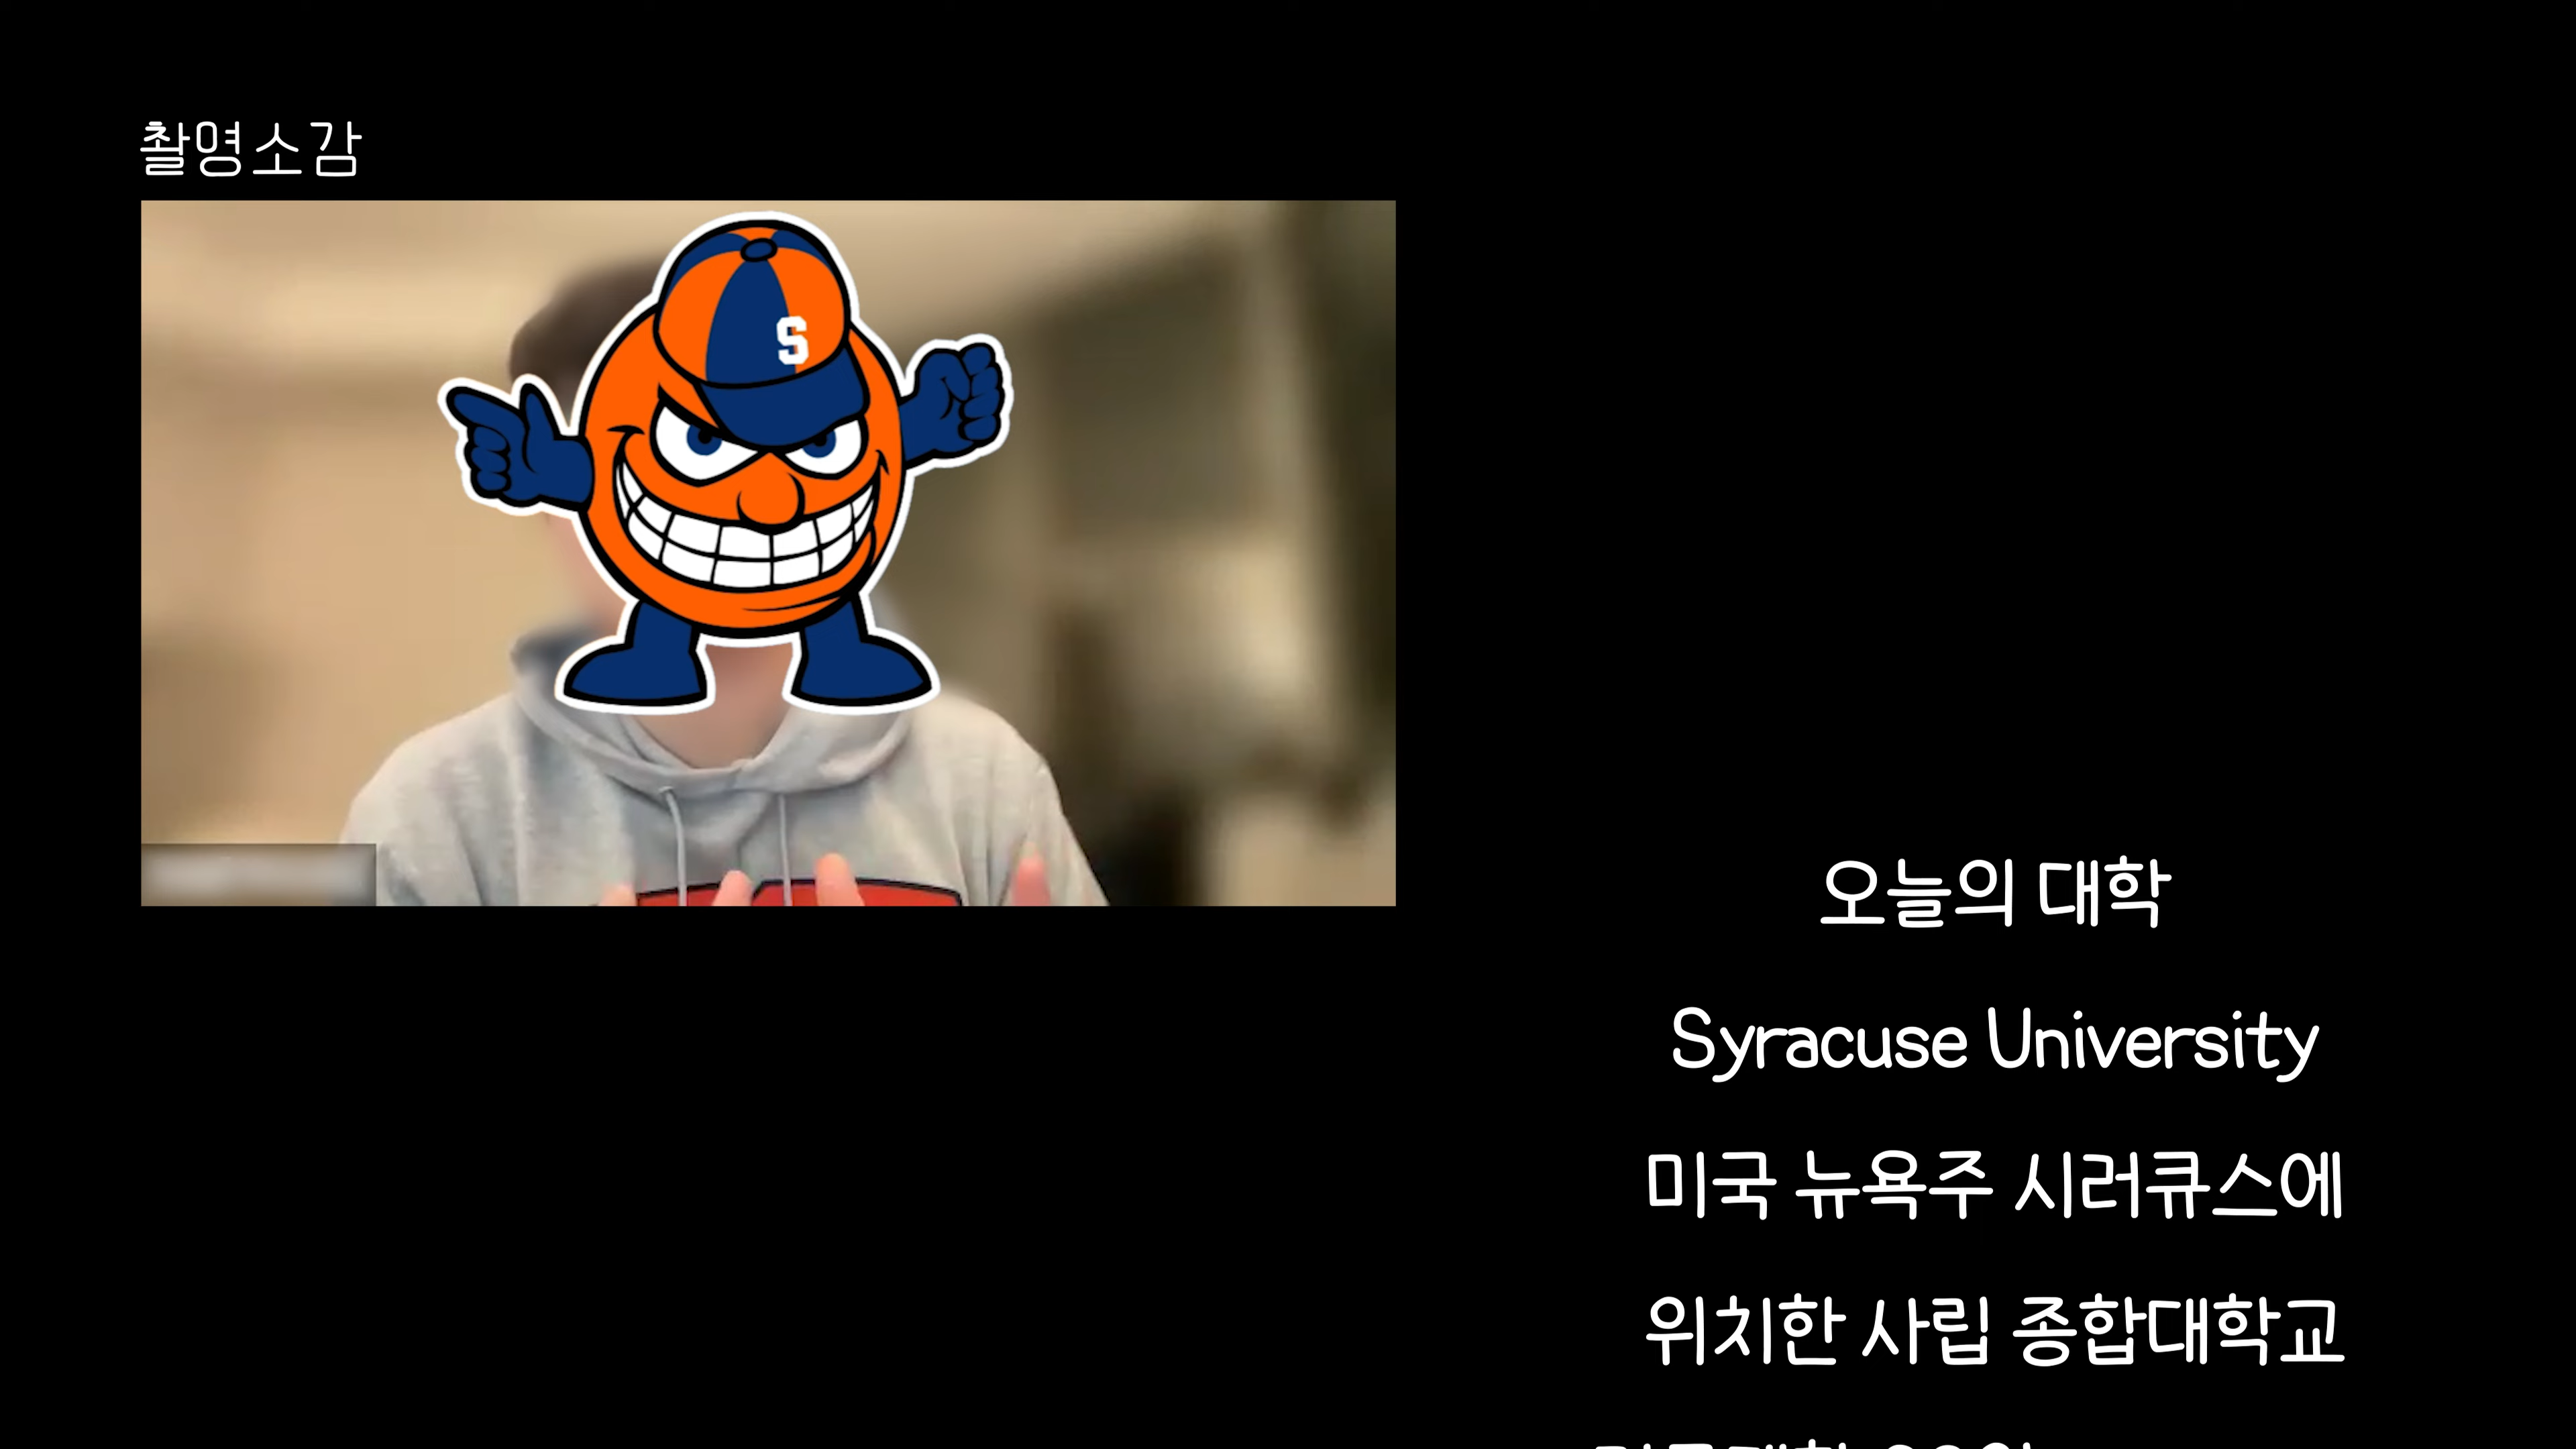 촬영소감
S
오늘의 대학
Syracuse University
미국 뉴욕주 시러큐스에
위치한 사립 종합대학교